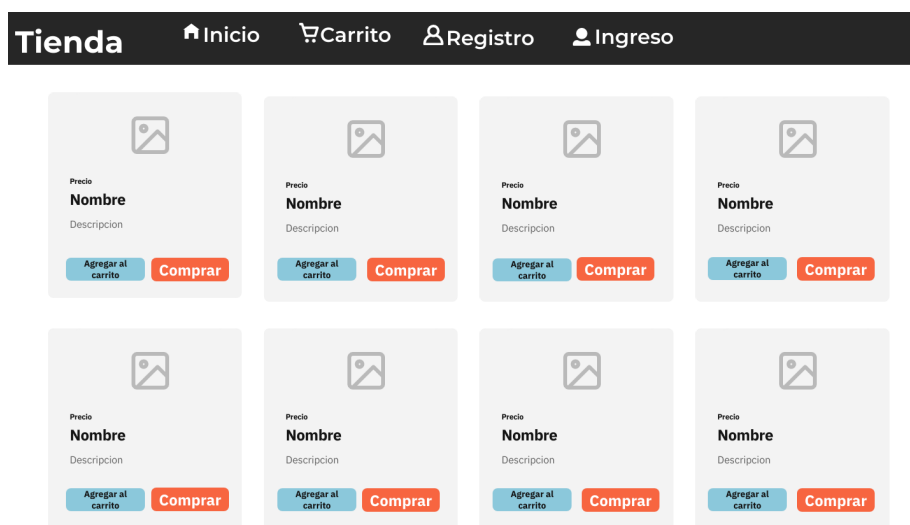 Tienda Inicio Carrito Registro Ingreso
Precio Precio Precio Precio
Nombre Nombre Nombre Nombre
Descripcion Descripcion Descripcion Descripcion
Agregar al carrito Comprar Agregar al carrito Comprar Agregar al carrito Comprar Agregar al carrito Comprar
Precio Precio Precio Precio
Nombre Nombre Nombre Nombre
Descripcion Descripcion Descripcion Descripcion
Agregar al carrito Comprar Agregar al carrito Comprar Agregar al carrito Comprar Agregar al carrito Comprar